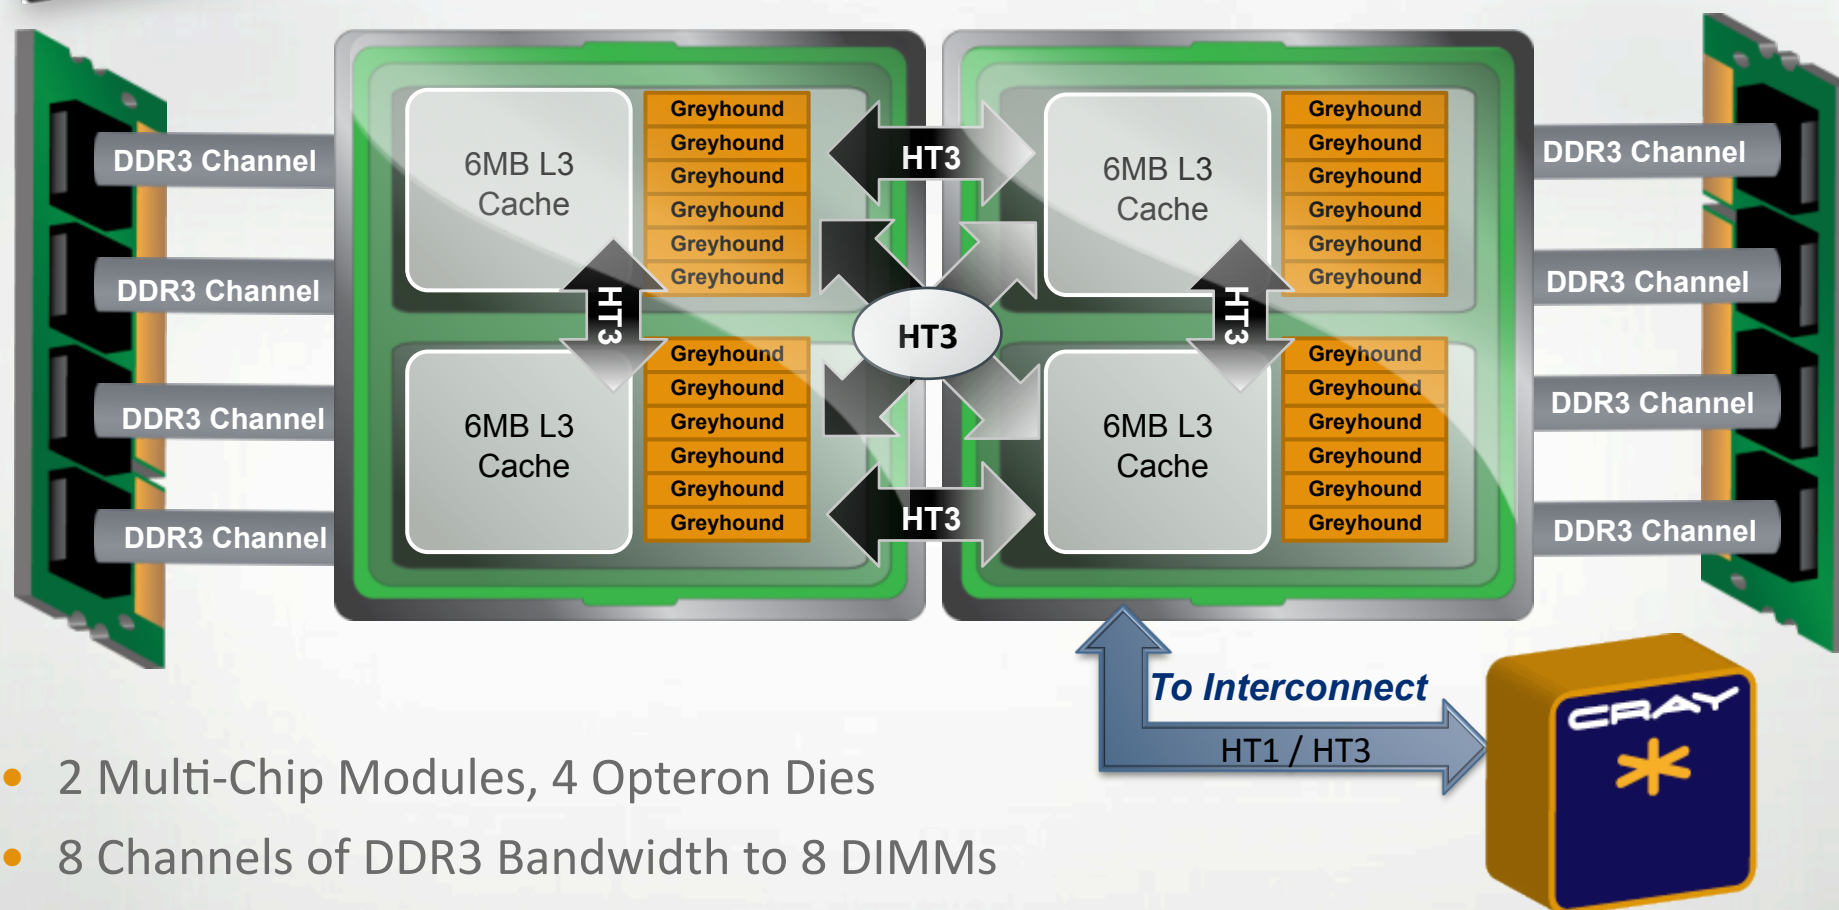 DDR3 Channel
DDR3 Channel
DDR3 Channel
DDR3 Channel
6MB L3
Cache
Greyhound
Greyhound
Greyhound
Greyhound
Greyhound
Greyhound
HT3
6MB L3
Cache
Greyhound
Greyhound
Greyhound
Greyhound
Greyhound
Greyhound
HT3
HT3
HT3
6MB L3
Cache
Greyhound
Greyhound
Greyhound
Greyhound
Greyhound
Greyhound
HT3
6MB L3
Cache
Greyhound
Greyhound
Greyhound
Greyhound
Greyhound
Greyhound
HT3
DDR3 Channel
DDR3 Channel
DDR3 Channel
DDR3 Channel
To Interconnect
HT1 / HT3
CRAY
• 2 Multi-Chip Modules, 4 Opteron Dies
• 8 Channels of DDR3 Bandwidth to 8 DIMMs